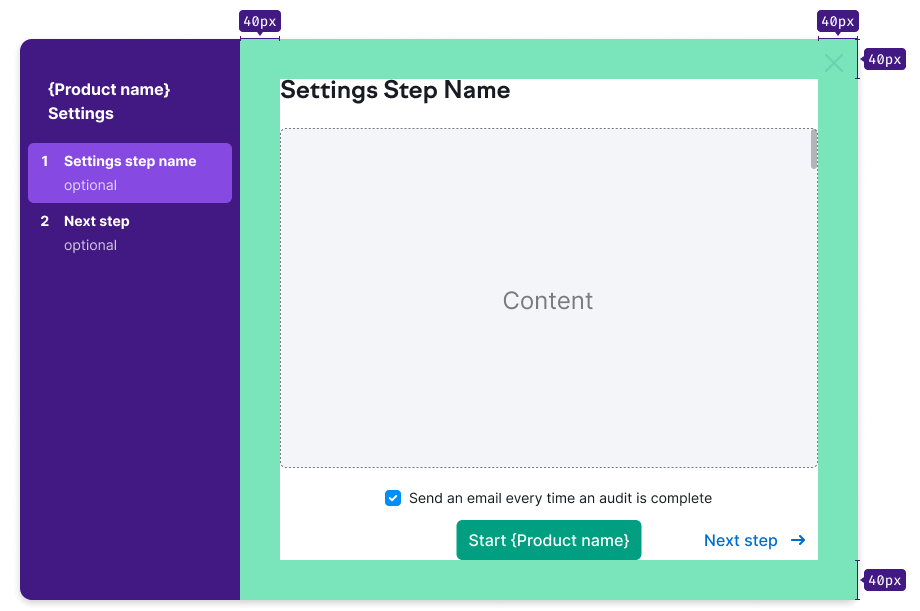 40px
40px
40px
{Product name}
Settings
1 Settings step name
optional
2 Next step
optional
Settings Step Name
Content
Send an email every time an audit is complete
Start {Product name}
Next step
40px